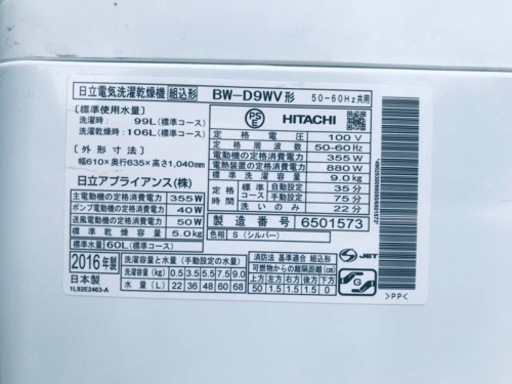 日立電気洗濯乾燥機 組込形 BW-D9WV形 50-60Hz共用
【標準使用水量】
洗濯時: 99L(標準コース)
洗乾時:106L(標準コース)
【外形寸法】
幅610×奥行635×高さ1,040mm
日立アプライアンス(株)
主電動機の定格消費電力 355W
ポンプ電動機の定格消費電力 40W
送風電動機の定格消費電力 50W
標準乾燥容量 5.0kg
標準水量 60L(標準コース)
PSE HITACHI
定格電圧 100V
定格周波数 50-60Hz
電動機の定格消費電力 355W
電熱装置の定格消費電力 880W
標準洗濯容量 9.0kg
定格時間 自動設定 35分
手動設定 75分
洗いのみ 22分
製造番号 6501573
色相 S(シルバー)
2016年製
日本製
1L92E2463-A
洗濯容量と水量(手動設定の水量)
洗濯容量(kg) 0.5 3.5 5.5 7.5 9.0
水量(L) 22 36 48 60 68
消防法 基準適合 組込形
可燃物からの離隔距離(cm)
上方 左方 右方 前方 後方 下方
50 1.5 1.5 1.5 0
S JET
G
>PP<